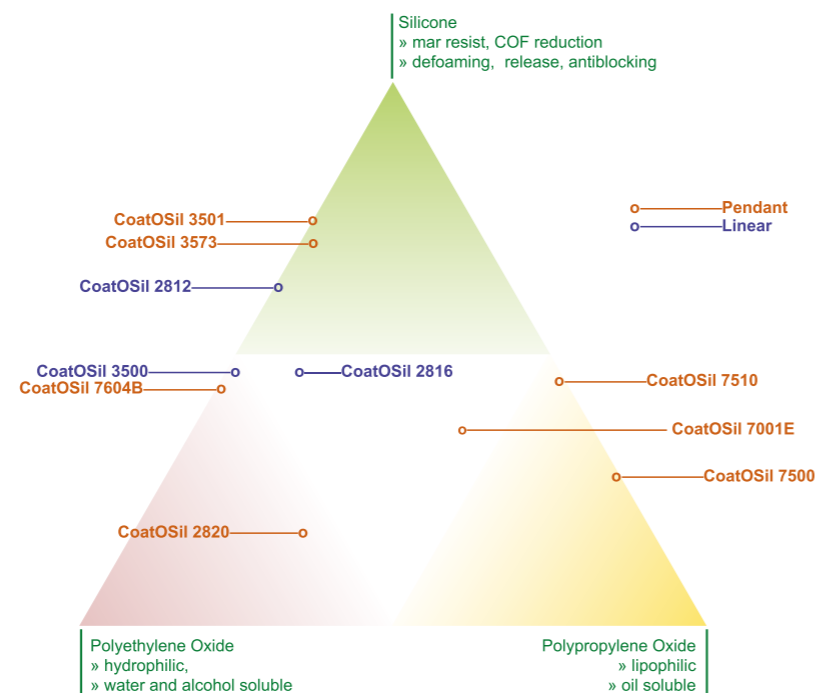 Silicone
» mar resist, COF reduction
» defoaming, release, antiblocking
CoatOSil 3501
Pendant
Linear
CoatOSil 3573
CoatOSil 2812
CoatOSil 3500
CoatOSil 2816
CoatOSil 7604B
CoatOSil 7510
CoatOSil 7001E
CoatOSil 7500
CoatOSil 2820
Polyethylene Oxide
» hydrophilic,
» water and alcohol soluble
Polypropylene Oxide
» lipophilic
» oil soluble